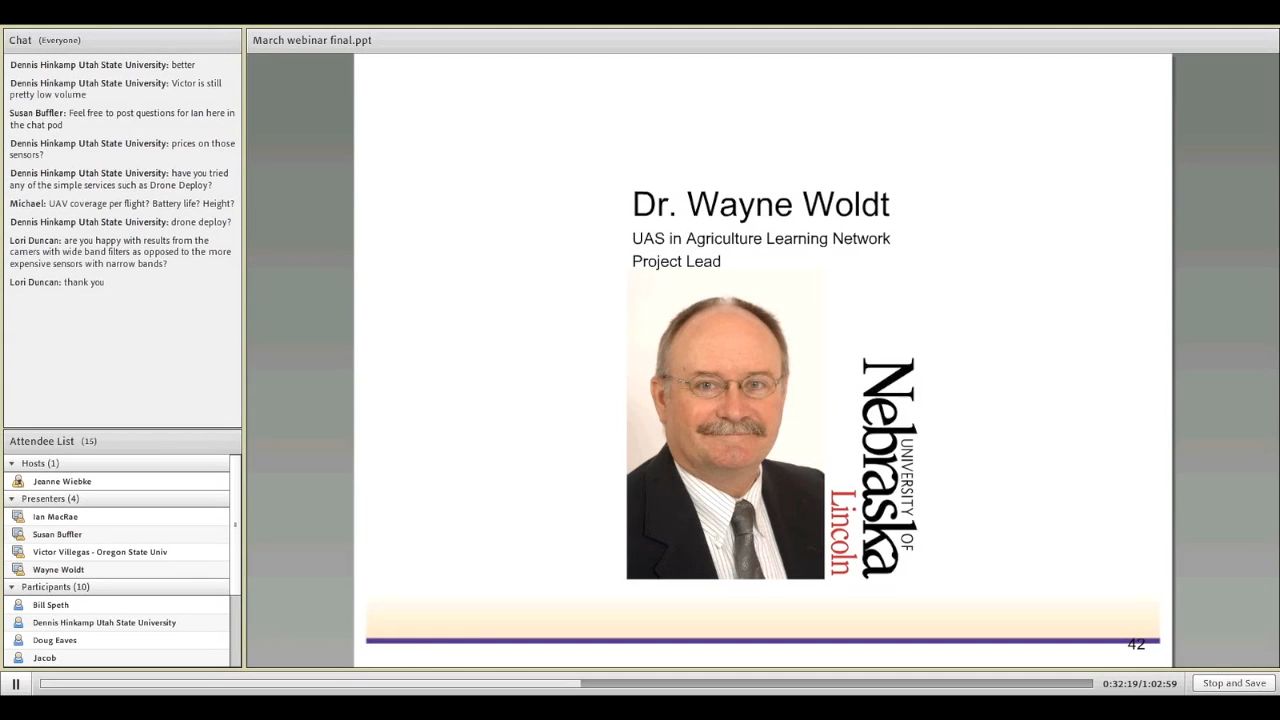 Chat (Everyone)
Dennis Hinkamp Utah State University: better
Dennis Hinkamp Utah State University: Victor is still
pretty low volume
Susan Buffler: Feel free to post questions for Ian here in
the chat pod
Dennis Hinkamp Utah State University: prices on those
sensors?
Dennis Hinkamp Utah State University: have you tried
any of the simple services such as Drone Deploy?
Michael: UAV coverage per flight? Battery life? Height?
Dennis Hinkamp Utah State University: drone deploy?
Lori Duncan: are you happy with results from the
camers with wide band filters as opposed to the more
expensive sensors with narrow bands?
Lori Duncan: thank you
Attendee List (15)
Hosts (1)
Jeanne Wiebke
Presenters (4)
Ian MacRae
Susan Buffler
Victor Villegas - Oregon State Univ
Wayne Woldt
Participants (10)
Bill Speth
Dennis Hinkamp Utah State University
Doug Eaves
Jacob
March webinar final.ppt
Dr. Wayne Woldt
UAS in Agriculture Learning Network
Project Lead
UNIVERSITY OF
Nebraska
Lincoln
42
0:32:19/1:02:59
Stop and Save